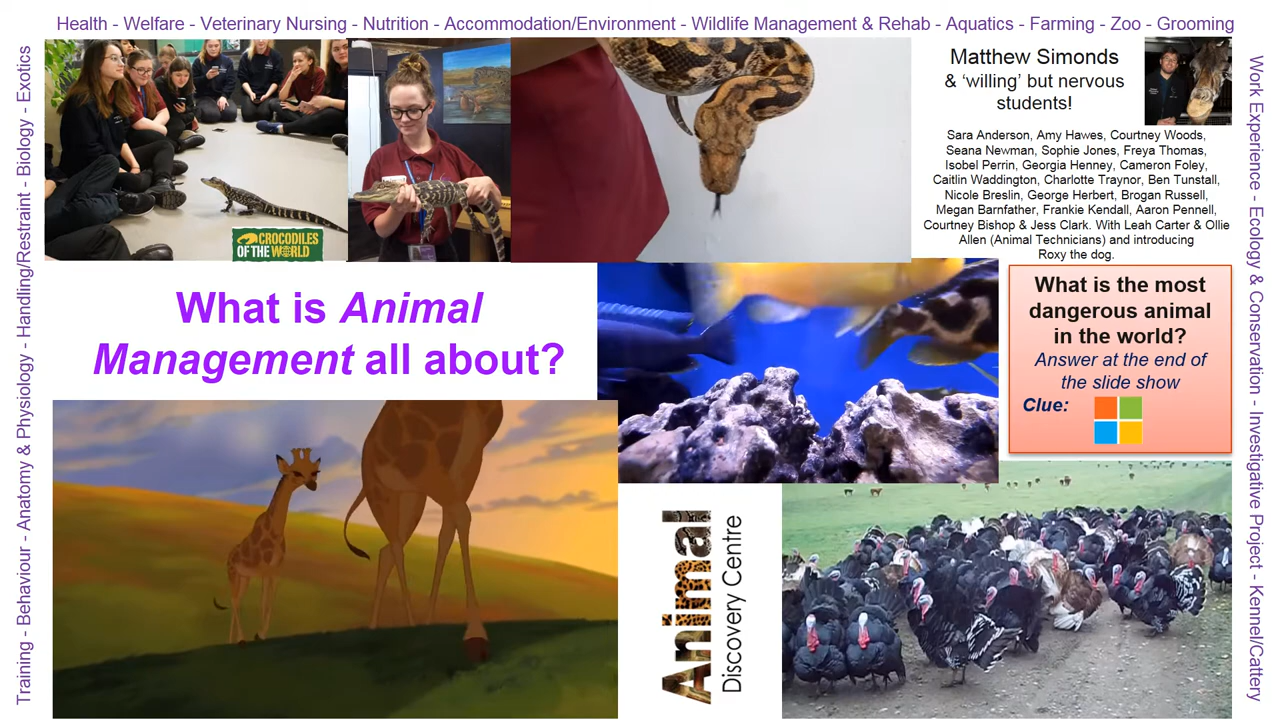 Health - Welfare - Veterinary Nursing - Nutrition - Accommodation/Environment - Wildlife Management & Rehab - Aquatics - Farming - Zoo - Grooming
Training - Behaviour - Anatomy & Physiology - Handling/Restraint - Biology - Exotics
CROCODILES
OF THE WORLD
Matthew Simonds
& ‘willing’ but nervous
students!
Sara Anderson, Amy Hawes, Courtney Woods,
Seana Newman, Sophie Jones, Freya Thomas,
Isobel Perrin, Georgia Henney, Cameron Foley,
Caitlin Waddington, Charlotte Traynor, Ben Tunstall,
Nicole Breslin, George Herbert, Brogan Russell,
Megan Barnfather, Frankie Kendall, Aaron Pennell,
Courtney Bishop & Jess Clark. With Leah Carter & Ollie
Allen (Animal Technicians) and introducing
Roxy the dog.
What is Animal
Management all about?
What is the most
dangerous animal
in the world?
Answer at the end of
the slide show
Clue:
Animal
Discovery Centre
Work Experience - Ecology & Conservation - Investigative Project - Kennel/Cattery